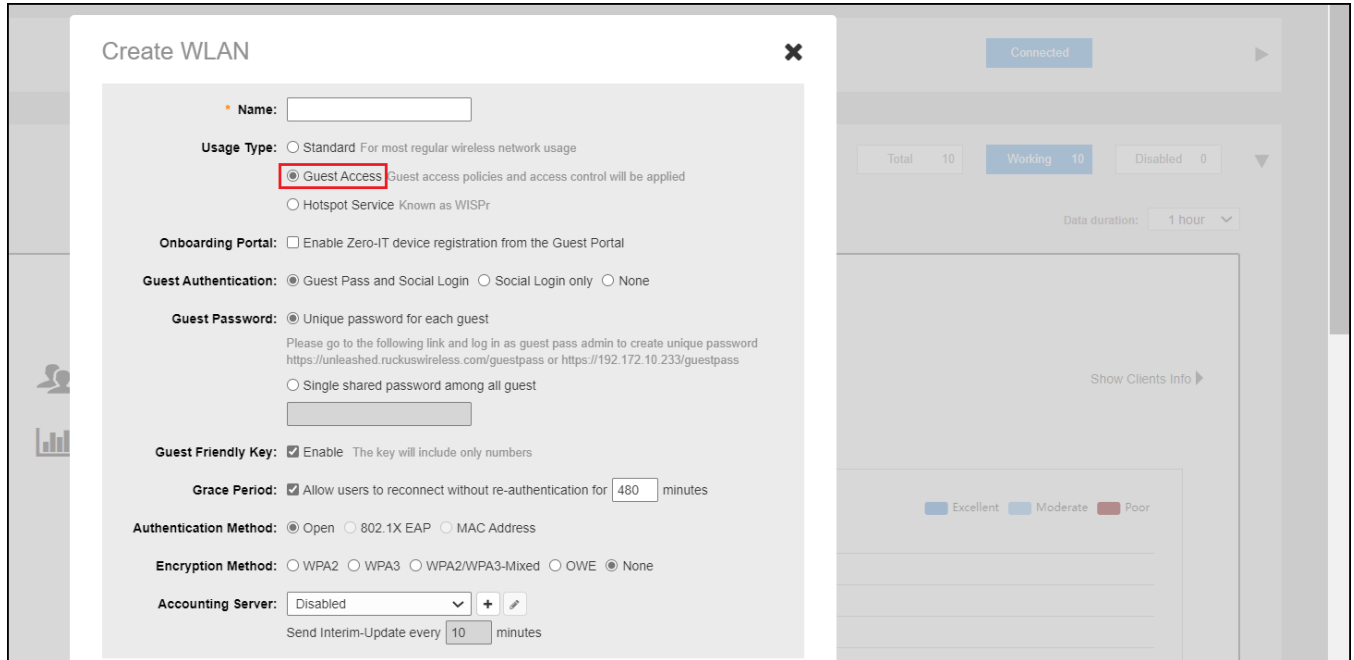 Create WLAN
Connected
* Name:
Usage Type: Standard For most regular wireless network usage
Total 10 Working 10 Disabled 0
Guest Access Guest access policies and access control will be applied
Hotspot Service Known as WISPr
Data duration: 1 hour
Onboarding Portal: Enable Zero-IT device registration from the Guest Portal
Guest Authentication: Guest Pass and Social Login Social Login only None
Guest Password: Unique password for each guest
Please go to the following link and log in as guest pass admin to create unique password
https://unleashed.ruckuswireless.com/guestpass or https://192.172.10.233/guestpass
Show Clients Info
Single shared password among all guest
Guest Friendly Key: Enable The key will include only numbers
Grace Period: Allow users to reconnect without re-authentication for 480 minutes
Excellent Moderate Poor
Authentication Method: Open 802.1X EAP MAC Address
Encryption Method: WPA2 WPA3 WPA2/WPA3-Mixed OWE None
Accounting Server: Disabled
Send Interim-Update every 10 minutes